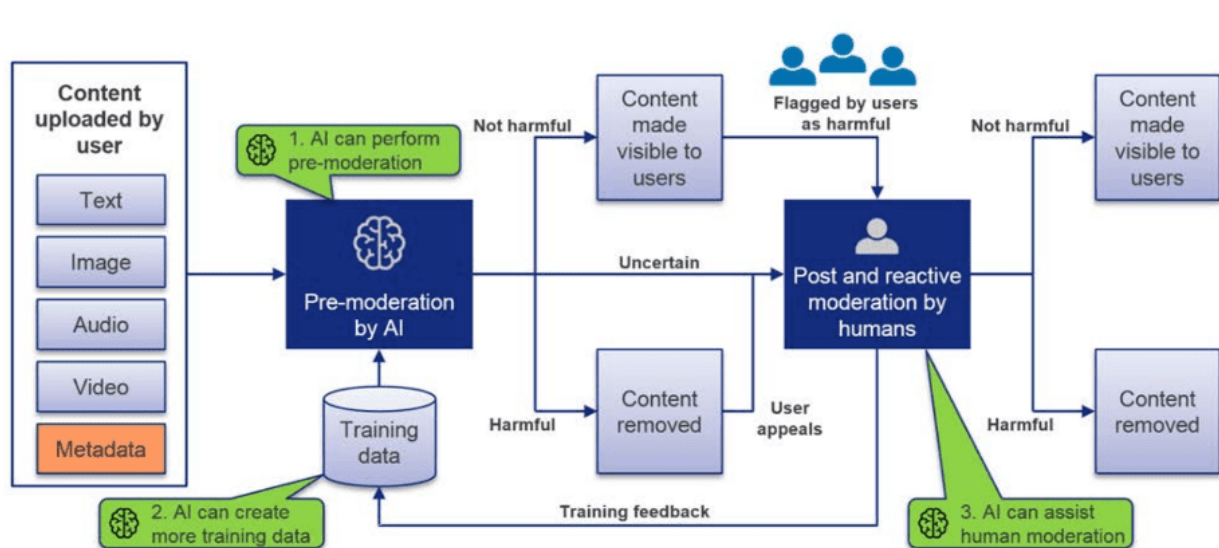 Content
uploaded by
user
Text
Image
Audio
Video
Metadata
1. AI can perform
pre-moderation
Pre-moderation
by AI
Training
data
2. AI can create
more training data
Not harmful
Content
made
visible to
users
Uncertain
Harmful
Content
removed
User
appeals
Flagged by users
as harmful
Post and reactive
moderation by
humans
Training feedback
3. AI can assist
human moderation
Not harmful
Content
made
visible to
users
Harmful
Content
removed